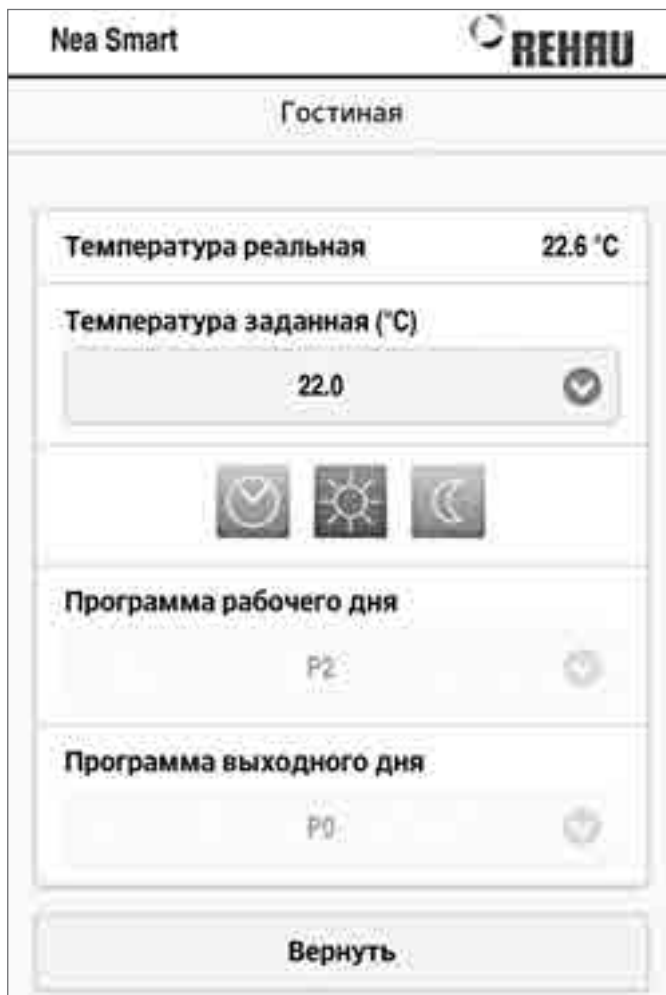 Nea Smart
REHAU
Гостиная
Температура реальная 22.6 °C
Температура заданная (°C)
22.0
Программа рабочего дня
P2
Программа выходного дня
P0
Вернуть